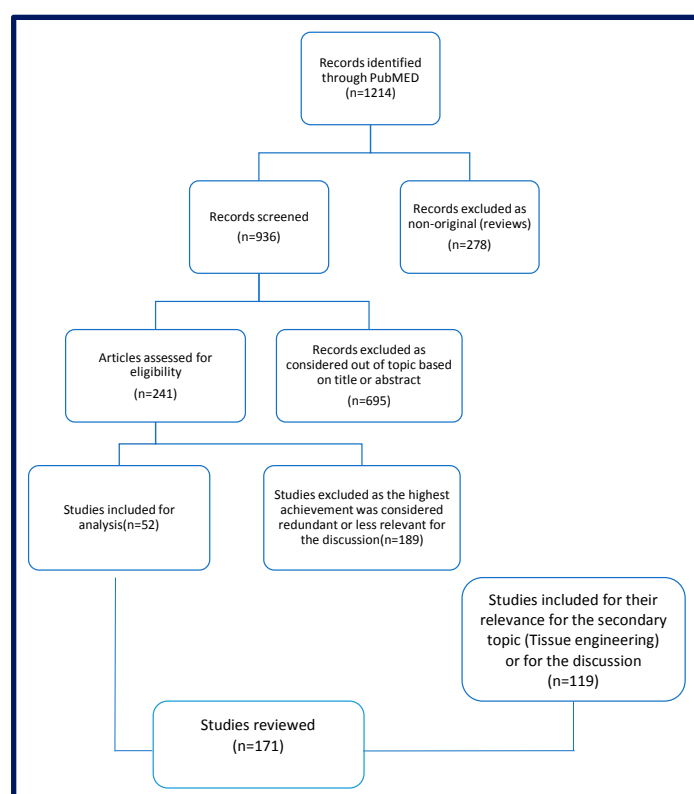 Records identified
through PubMED
(n=1214)
Records screened
(n=936)
Records excluded as
non-original (reviews)
(n=278)
Articles assessed for
eligibility
(n=241)
Records excluded as
considered out of topic based
on title or abstract
(n=695)
Studies included for
analysis(n=52)
Studies excluded as the highest
achievement was considered
redundant or less relevant for
the discussion(n=189)
Studies included for their
relevance for the secondary
topic (Tissue engineering)
or for the discussion
(n=119)
Studies reviewed
(n=171)